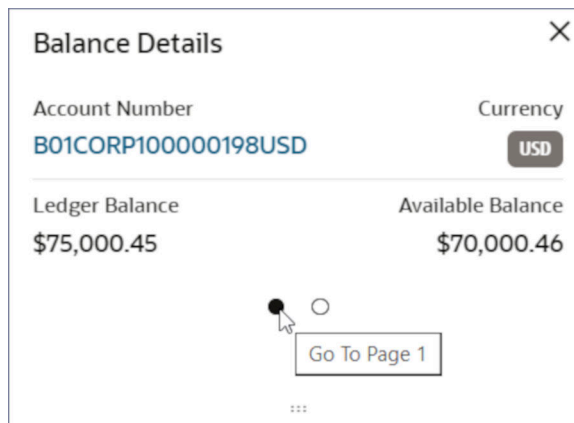 Balance Details
Account Number Currency
B01CORP100000198USD USD
Ledger Balance Available Balance
$75,000.45 $70,000.46
Go To Page 1